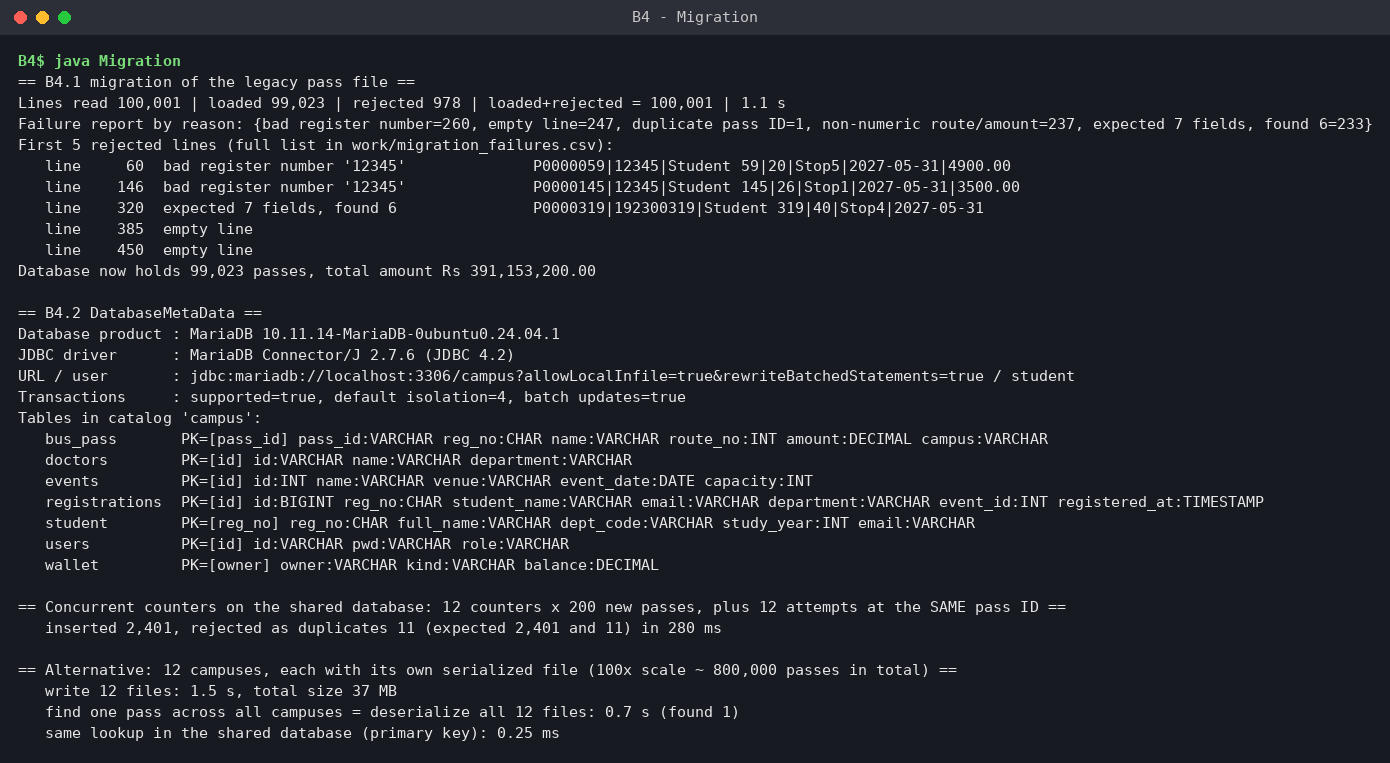 B4 - Migration
B4$ java Migration
== B4.1 migration of the legacy pass file ==
Lines read 100,001 | loaded 99,023 | rejected 978 | loaded+rejected = 100,001 | 1.1 s
Failure report by reason: {bad register number=260, empty line=247, duplicate pass ID=1, non-numeric route/amount=237, expected 7 fields, found 6=233}
First 5 rejected lines (full list in work/migration_failures.csv):
   line     60  bad register number '12345'              P0000059|12345|Student 59|20|Stop5|2027-05-31|4900.00
   line    146  bad register number '12345'              P0000145|12345|Student 145|26|Stop1|2027-05-31|3500.00
   line    320  expected 7 fields, found 6               P0000319|192300319|Student 319|40|Stop4|2027-05-31
   line    385  empty line
   line    450  empty line
Database now holds 99,023 passes, total amount Rs 391,153,200.00

== B4.2 DatabaseMetaData ==
Database product : MariaDB 10.11.14-MariaDB-0ubuntu0.24.04.1
JDBC driver      : MariaDB Connector/J 2.7.6 (JDBC 4.2)
URL / user       : jdbc:mariadb://localhost:3306/campus?allowLocalInfile=true&rewriteBatchedStatements=true / student
Transactions     : supported=true, default isolation=4, batch updates=true
Tables in catalog 'campus':
   bus_pass       PK=[pass_id] pass_id:VARCHAR reg_no:CHAR name:VARCHAR route_no:INT amount:DECIMAL campus:VARCHAR
   doctors        PK=[id] id:VARCHAR name:VARCHAR department:VARCHAR
   events         PK=[id] id:INT name:VARCHAR venue:VARCHAR event_date:DATE capacity:INT
   registrations  PK=[id] id:BIGINT reg_no:CHAR student_name:VARCHAR email:VARCHAR department:VARCHAR event_id:INT registered_at:TIMESTAMP
   student        PK=[reg_no] reg_no:CHAR full_name:VARCHAR dept_code:VARCHAR study_year:INT email:VARCHAR
   users          PK=[id] id:VARCHAR pwd:VARCHAR role:VARCHAR
   wallet         PK=[owner] owner:VARCHAR kind:VARCHAR balance:DECIMAL

== Concurrent counters on the shared database: 12 counters x 200 new passes, plus 12 attempts at the SAME pass ID ==
   inserted 2,401, rejected as duplicates 11 (expected 2,401 and 11) in 280 ms

== Alternative: 12 campuses, each with its own serialized file (100x scale ~ 800,000 passes in total) ==
   write 12 files: 1.5 s, total size 37 MB
   find one pass across all campuses = deserialize all 12 files: 0.7 s (found 1)
   same lookup in the shared database (primary key): 0.25 ms